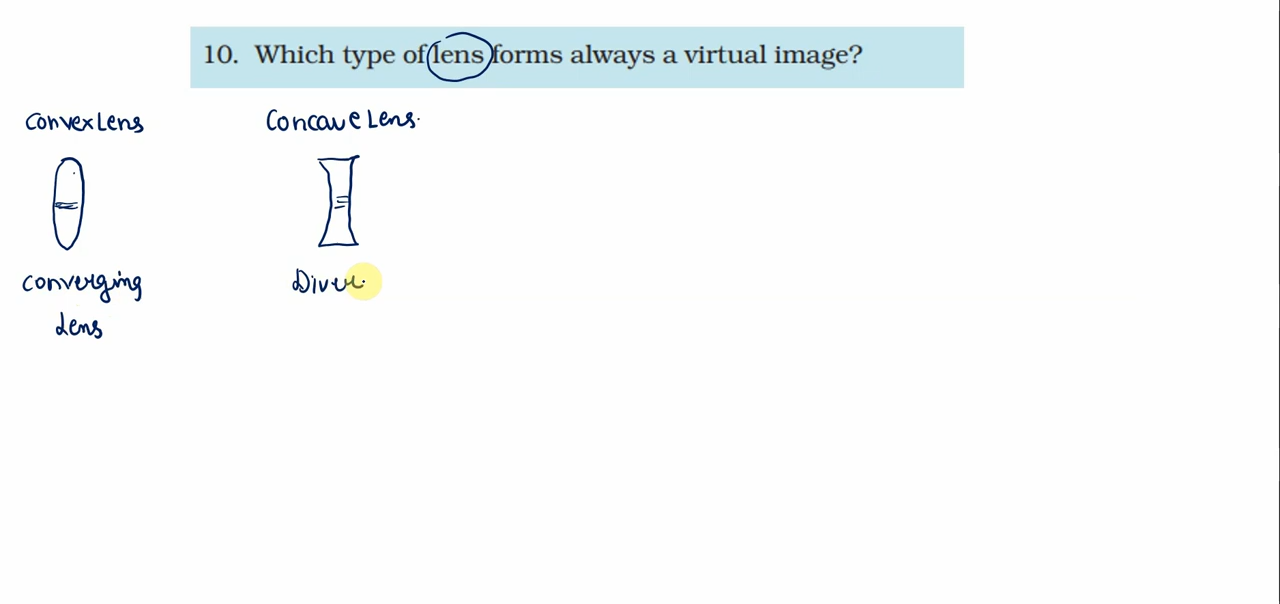 10. Which type of lens forms always a virtual image?
Convex Lens
Concave Lens.
Converging
Lens